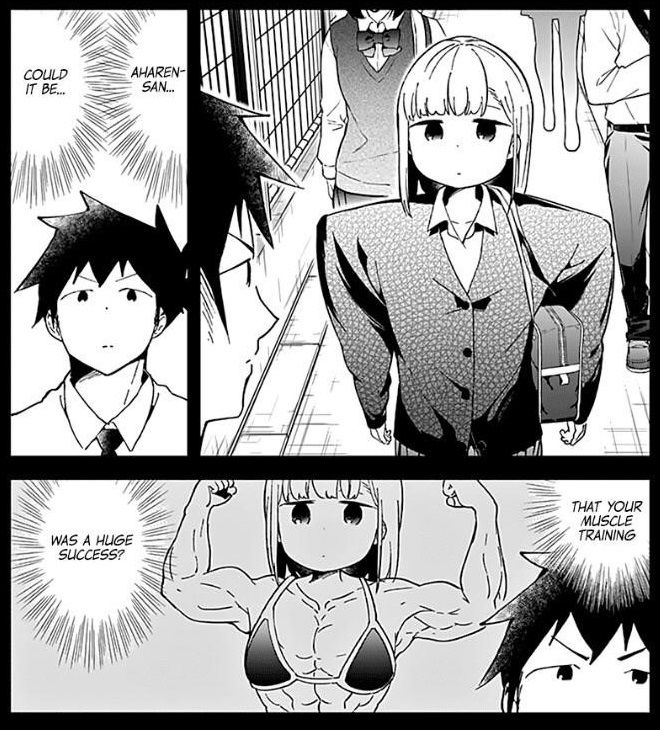 AHAREN-
SAN...
COULD
IT BE...
THAT YOUR
MUSCLE
TRAINING
WAS A HUGE
SUCCESS?